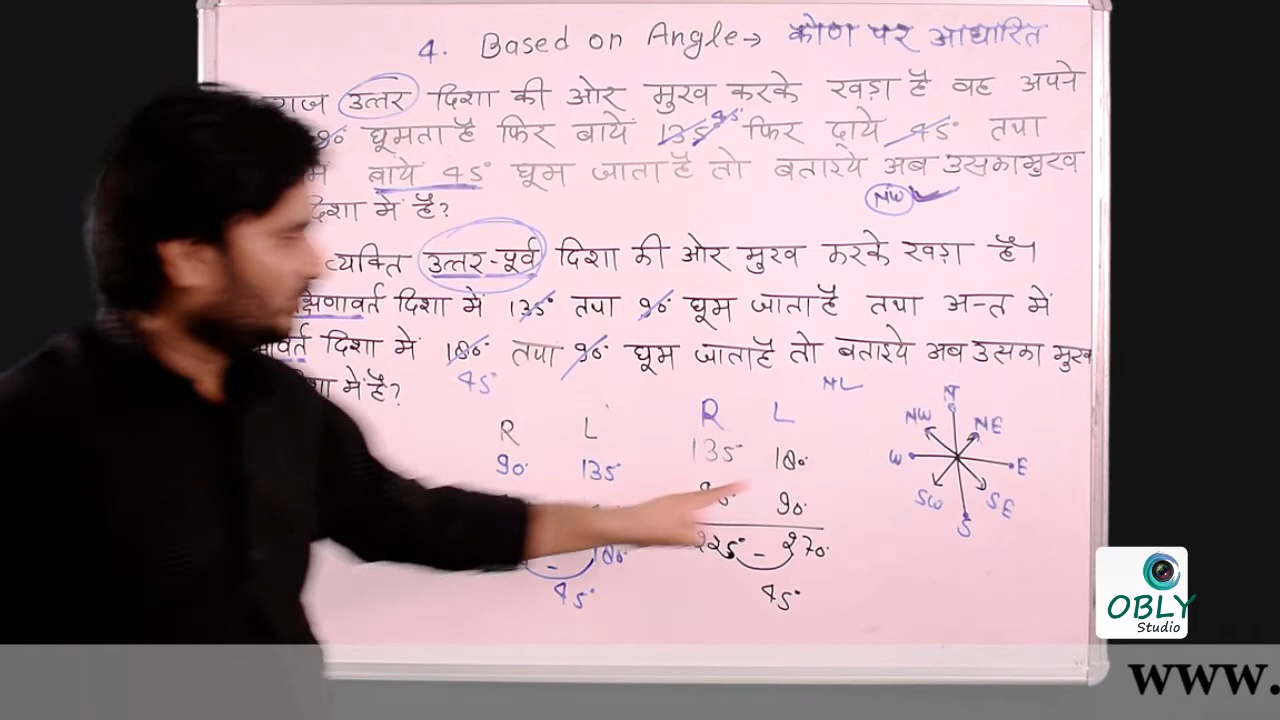 4. Based on Angle → कोण पर आधारित
उत्तर दिशा की ओर मुख करके खड़ा है वह अपने
घूमता है फिर बायें 135° 45° फिर दायें 45° तथा
बायें 45° घूम जाता है तो बताइये अब उसका मुख
दिशा में है? NW
व्यक्ति उत्तर-पूर्व दिशा की ओर मुख करके खड़ा है।
दिशा में 135° तथा 90° घूम जाता है तथा अन्त में
दिशा में 180° तथा 90° घूम जाता है तो बताइये अब उसका मुख
में है? 45°
R L
90° 135°
180°
45°
R L
135° 180°
90°
225° - 270°
45°
N
NW NE
W E
SW SE
S
OBLY
Studio
www.